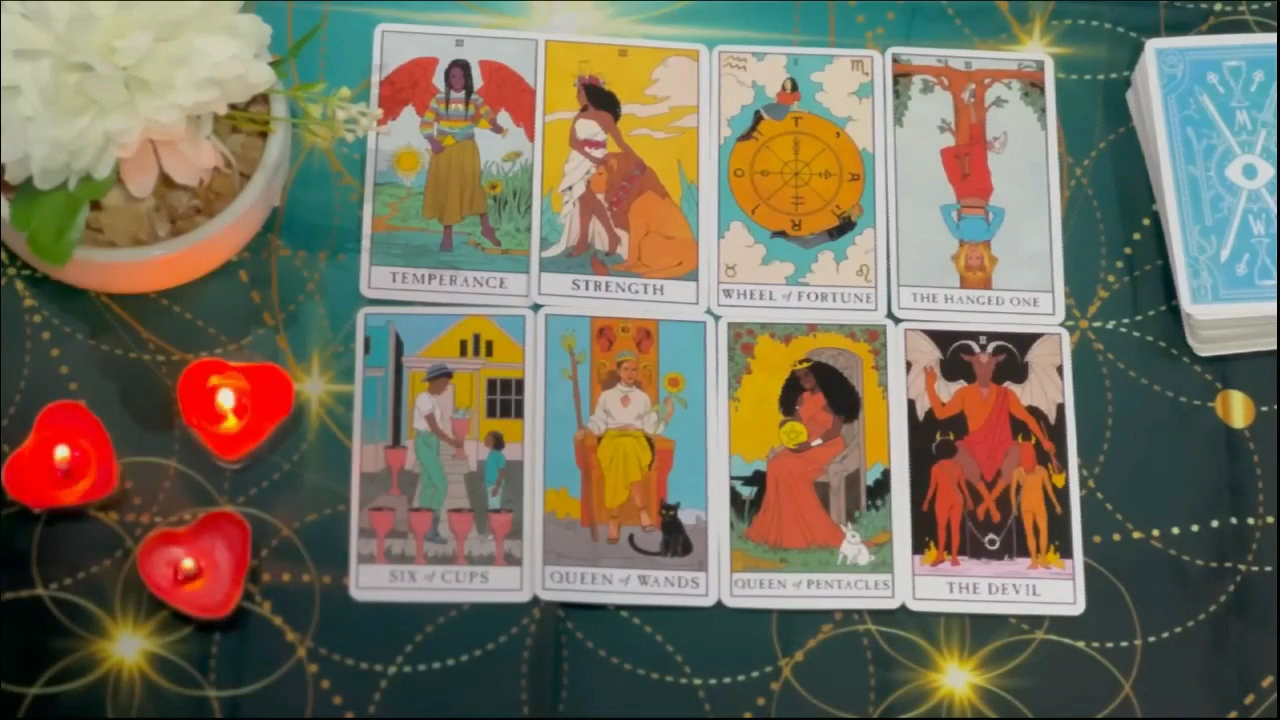 TEMPERANCE
STRENGTH
WHEEL of FORTUNE
THE HANGED ONE
SIX of CUPS
QUEEN of WANDS
QUEEN of PENTACLES
THE DEVIL
M
W